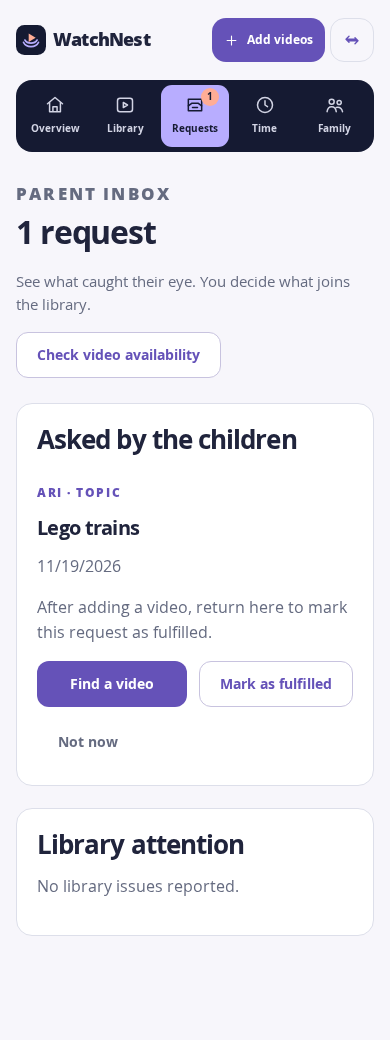 WatchNest
Add videos
Overview
Library
1
Requests
Time
Family
PARENT INBOX
1 request
See what caught their eye. You decide what joins
the library.
Check video availability
Asked by the children
ARI · TOPIC
Lego trains
11/19/2026
After adding a video, return here to mark
this request as fulfilled.
Find a video
Mark as fulfilled
Not now
Library attention
No library issues reported.